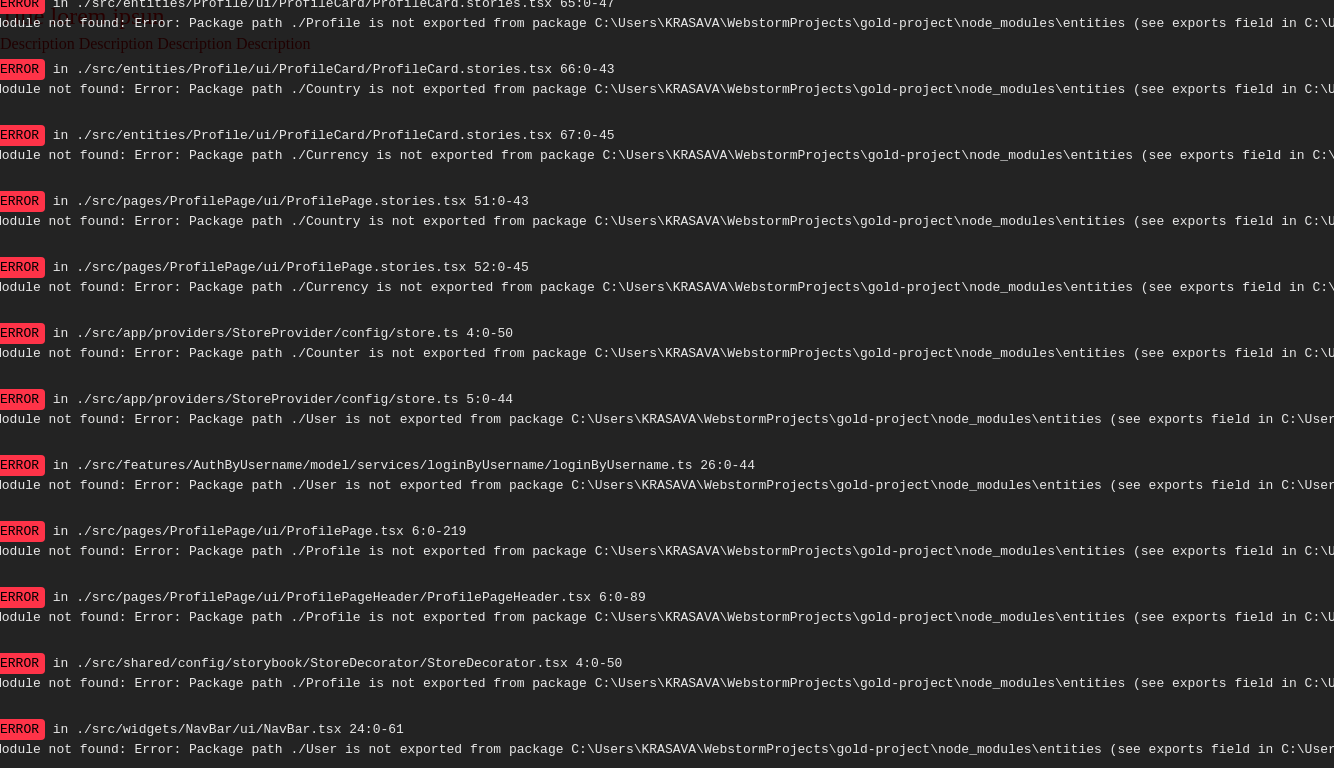 ERROR in ./src/entities/Profile/ui/ProfileCard/ProfileCard.stories.tsx 65:0-47
Module not found: Error: Package path ./Profile is not exported from package C:\Users\KRASAVA\WebstormProjects\gold-project\node_modules\entities (see exports field in C:\U
Description Description Description Description
ERROR in ./src/entities/Profile/ui/ProfileCard/ProfileCard.stories.tsx 66:0-43
Module not found: Error: Package path ./Country is not exported from package C:\Users\KRASAVA\WebstormProjects\gold-project\node_modules\entities (see exports field in C:\U
ERROR in ./src/entities/Profile/ui/ProfileCard/ProfileCard.stories.tsx 67:0-45
Module not found: Error: Package path ./Currency is not exported from package C:\Users\KRASAVA\WebstormProjects\gold-project\node_modules\entities (see exports field in C:\
ERROR in ./src/pages/ProfilePage/ui/ProfilePage.stories.tsx 51:0-43
Module not found: Error: Package path ./Country is not exported from package C:\Users\KRASAVA\WebstormProjects\gold-project\node_modules\entities (see exports field in C:\U
ERROR in ./src/pages/ProfilePage/ui/ProfilePage.stories.tsx 52:0-45
Module not found: Error: Package path ./Currency is not exported from package C:\Users\KRASAVA\WebstormProjects\gold-project\node_modules\entities (see exports field in C:\
ERROR in ./src/app/providers/StoreProvider/config/store.ts 4:0-50
Module not found: Error: Package path ./Counter is not exported from package C:\Users\KRASAVA\WebstormProjects\gold-project\node_modules\entities (see exports field in C:\U
ERROR in ./src/app/providers/StoreProvider/config/store.ts 5:0-44
Module not found: Error: Package path ./User is not exported from package C:\Users\KRASAVA\WebstormProjects\gold-project\node_modules\entities (see exports field in C:\User
ERROR in ./src/features/AuthByUsername/model/services/loginByUsername/loginByUsername.ts 26:0-44
Module not found: Error: Package path ./User is not exported from package C:\Users\KRASAVA\WebstormProjects\gold-project\node_modules\entities (see exports field in C:\User
ERROR in ./src/pages/ProfilePage/ui/ProfilePage.tsx 6:0-219
Module not found: Error: Package path ./Profile is not exported from package C:\Users\KRASAVA\WebstormProjects\gold-project\node_modules\entities (see exports field in C:\U
ERROR in ./src/pages/ProfilePage/ui/ProfilePageHeader/ProfilePageHeader.tsx 6:0-89
Module not found: Error: Package path ./Profile is not exported from package C:\Users\KRASAVA\WebstormProjects\gold-project\node_modules\entities (see exports field in C:\U
ERROR in ./src/shared/config/storybook/StoreDecorator/StoreDecorator.tsx 4:0-50
Module not found: Error: Package path ./Profile is not exported from package C:\Users\KRASAVA\WebstormProjects\gold-project\node_modules\entities (see exports field in C:\U
ERROR in ./src/widgets/NavBar/ui/NavBar.tsx 24:0-61
Module not found: Error: Package path ./User is not exported from package C:\Users\KRASAVA\WebstormProjects\gold-project\node_modules\entities (see exports field in C:\User